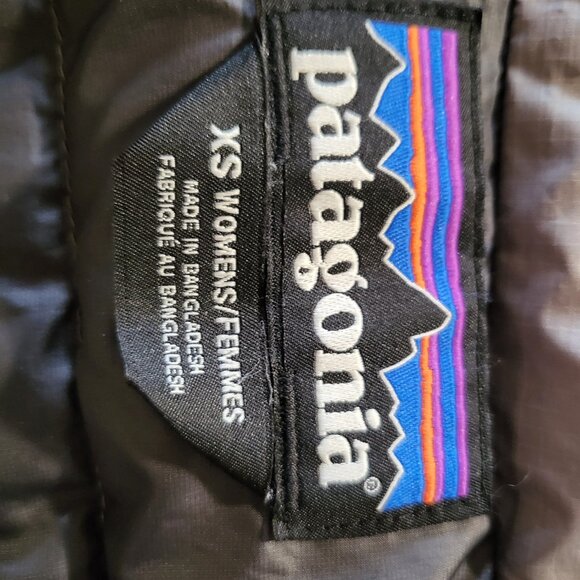 patagonia®
XS WOMENS/FEMMES
MADE IN BANGLADESH
FABRIQUÉ AU BANGLADESH